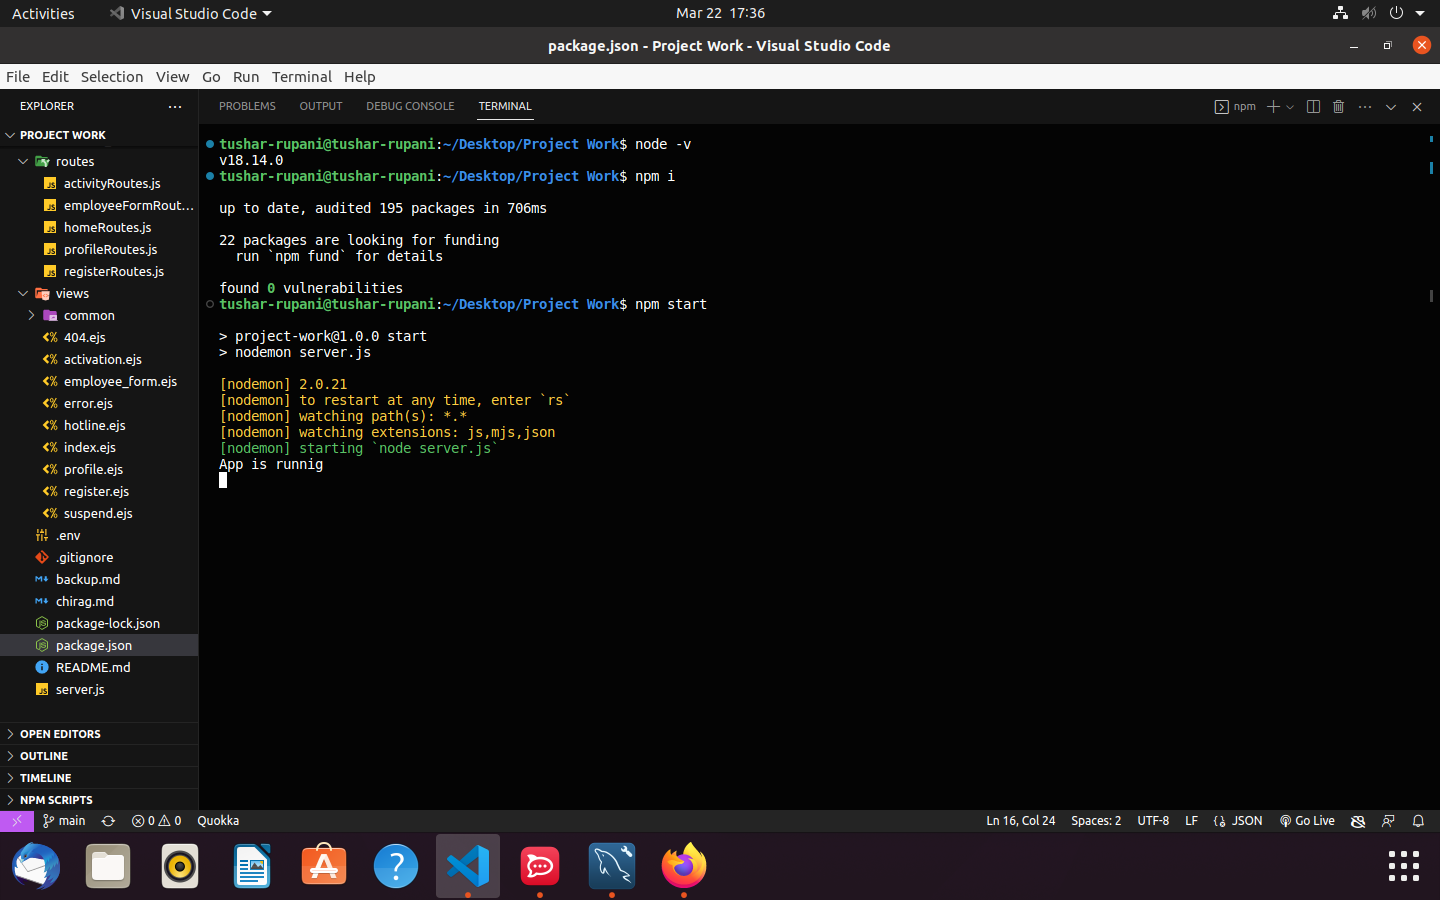 Activities Visual Studio Code Mar 22 17:36
package.json - Project Work - Visual Studio Code
File Edit Selection View Go Run Terminal Help
EXPLORER
PROJECT WORK
routes
activityRoutes.js
employeeFormRout...
homeRoutes.js
profileRoutes.js
registerRoutes.js
views
common
404.ejs
activation.ejs
employee_form.ejs
error.ejs
hotline.ejs
index.ejs
profile.ejs
register.ejs
suspend.ejs
.env
.gitignore
backup.md
chirag.md
package-lock.json
package.json
README.md
server.js
OPEN EDITORS
OUTLINE
TIMELINE
NPM SCRIPTS
PROBLEMS OUTPUT DEBUG CONSOLE TERMINAL npm
tushar-rupani@tushar-rupani:~/Desktop/Project Work$ node -v
v18.14.0
tushar-rupani@tushar-rupani:~/Desktop/Project Work$ npm i
up to date, audited 195 packages in 706ms
22 packages are looking for funding
run `npm fund` for details
found 0 vulnerabilities
tushar-rupani@tushar-rupani:~/Desktop/Project Work$ npm start
> project-work@1.0.0 start
> nodemon server.js
[nodemon] 2.0.21
[nodemon] to restart at any time, enter `rs`
[nodemon] watching path(s): *.*
[nodemon] watching extensions: js,mjs,json
[nodemon] starting `node server.js`
App is runnig
main 0 0 Quokka Ln 16, Col 24 Spaces: 2 UTF-8 LF JSON Go Live